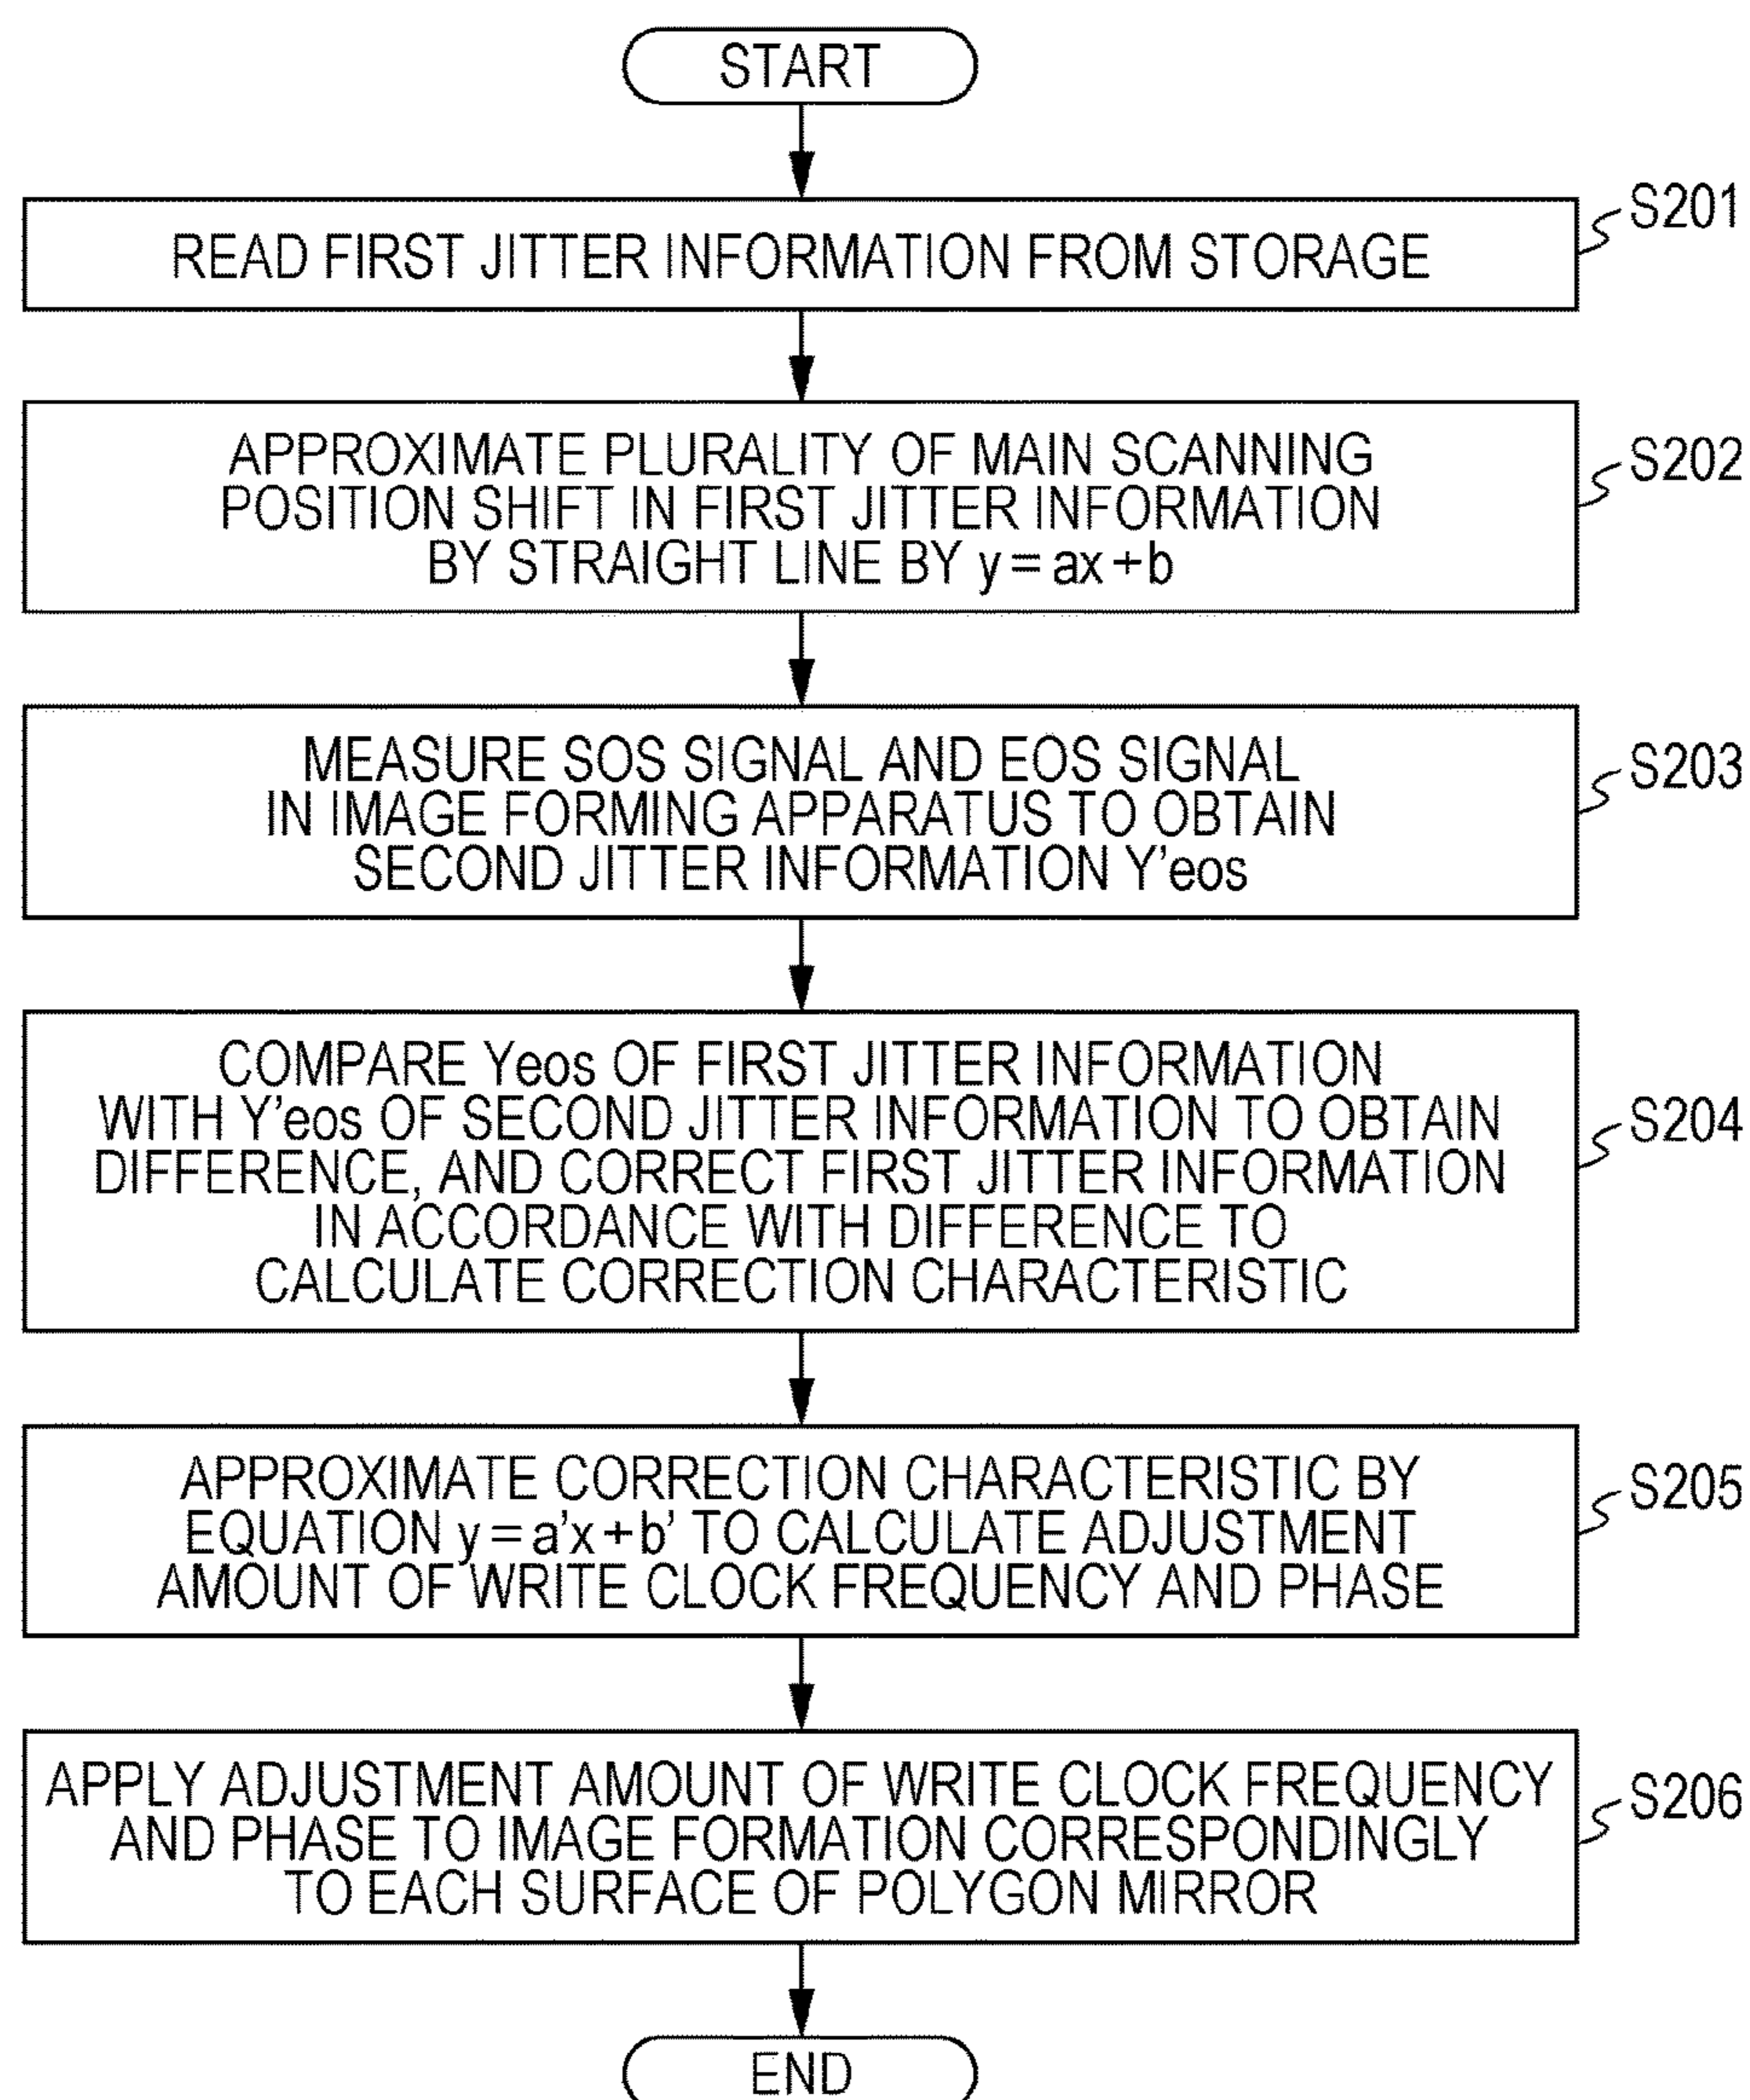 START
S201
READ FIRST JITTER INFORMATION FROM STORAGE
S202
APPROXIMATE PLURALITY OF MAIN SCANNING
POSITION SHIFT IN FIRST JITTER INFORMATION
BY STRAIGHT LINE BY y = ax + b
S203
MEASURE SOS SIGNAL AND EOS SIGNAL
IN IMAGE FORMING APPARATUS TO OBTAIN
SECOND JITTER INFORMATION Y'eos
S204
COMPARE Yeos OF FIRST JITTER INFORMATION
WITH Y'eos OF SECOND JITTER INFORMATION TO OBTAIN
DIFFERENCE, AND CORRECT FIRST JITTER INFORMATION
IN ACCORDANCE WITH DIFFERENCE TO
CALCULATE CORRECTION CHARACTERISTIC
S205
APPROXIMATE CORRECTION CHARACTERISTIC BY
EQUATION y = a'x + b' TO CALCULATE ADJUSTMENT
AMOUNT OF WRITE CLOCK FREQUENCY AND PHASE
S206
APPLY ADJUSTMENT AMOUNT OF WRITE CLOCK FREQUENCY
AND PHASE TO IMAGE FORMATION CORRESPONDINGLY
TO EACH SURFACE OF POLYGON MIRROR
END